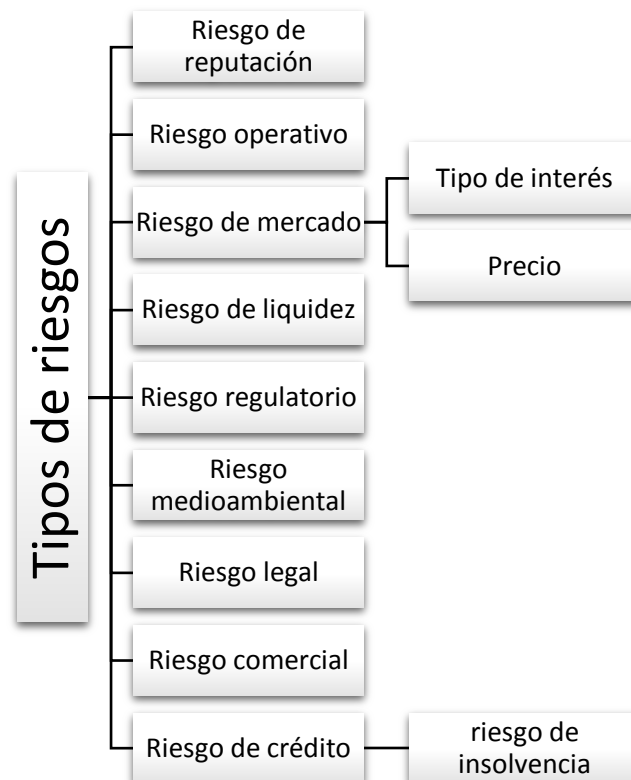 Tipos de riesgos
Riesgo de
reputación
Riesgo operativo
Riesgo de mercado
Tipo de interés
Precio
Riesgo de liquidez
Riesgo regulatorio
Riesgo
medioambiental
Riesgo legal
Riesgo comercial
Riesgo de crédito
riesgo de
insolvencia